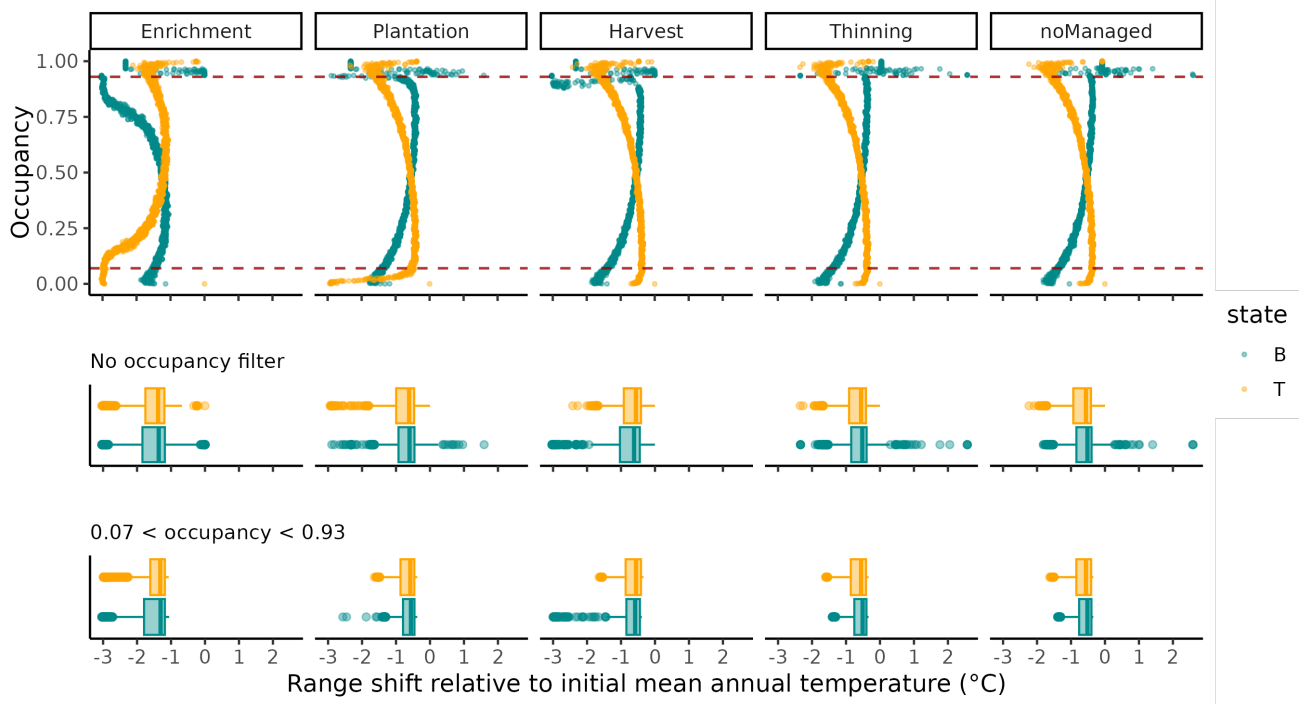 Enrichment Plantation Harvest Thinning noManaged
1.00
0.75
0.50
0.25
0.00
Occupancy
state
B
T
No occupancy filter
0.07 < occupancy < 0.93
-3 -2 -1 0 1 2 -3 -2 -1 0 1 2 -3 -2 -1 0 1 2 -3 -2 -1 0 1 2 -3 -2 -1 0 1 2
Range shift relative to initial mean annual temperature (°C)